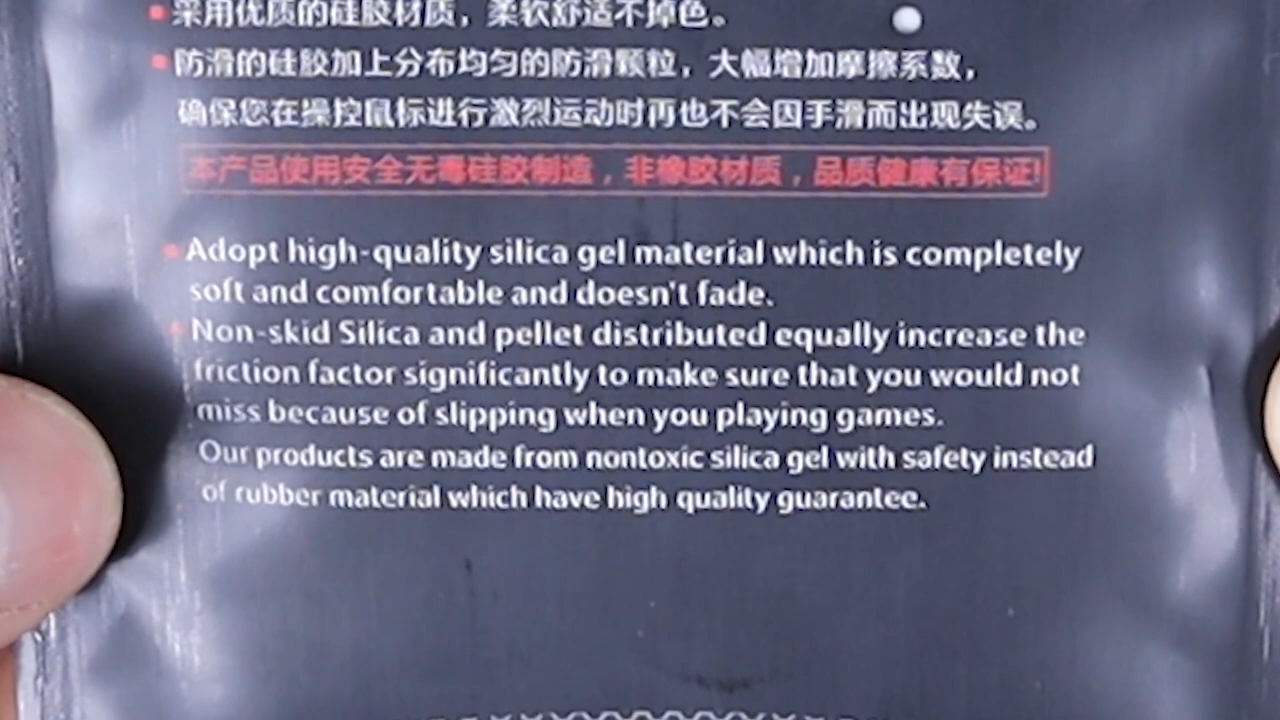 采用优质的硅胶材质，柔软舒适不掉色。
防滑的硅胶加上分布均匀的防滑颗粒，大幅增加摩擦系数，
确保您在操控鼠标进行激烈运动时再也不会因手滑而出现失误。
本产品使用安全无毒硅胶制造，非橡胶材质，品质健康有保证!
Adopt high-quality silica gel material which is completely
soft and comfortable and doesn't fade.
Non-skid Silica and pellet distributed equally increase the
friction factor significantly to make sure that you would not
miss because of slipping when you playing games.
Our products are made from nontoxic silica gel with safety instead
of rubber material which have high quality guarantee.